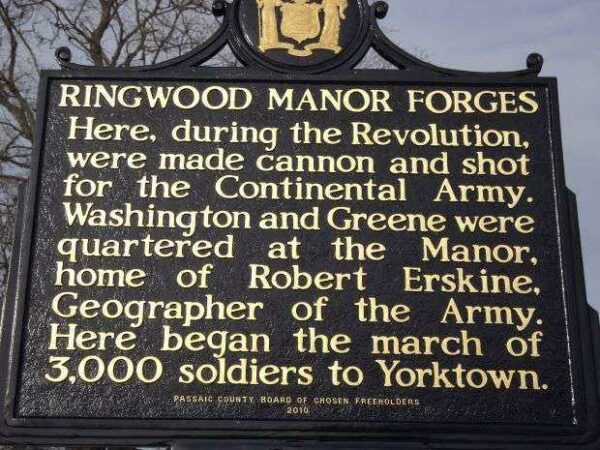 RINGWOOD MANOR FORGES
Here, during the Revolution,
were made cannon and shot
for the Continental Army.
Washington and Greene were
quartered at the Manor,
home of Robert Erskine,
Geographer of the Army.
Here began the march of
3,000 soldiers to Yorktown.
PASSAIC COUNTY BOARD OF CHOSEN FREEHOLDERS
2010